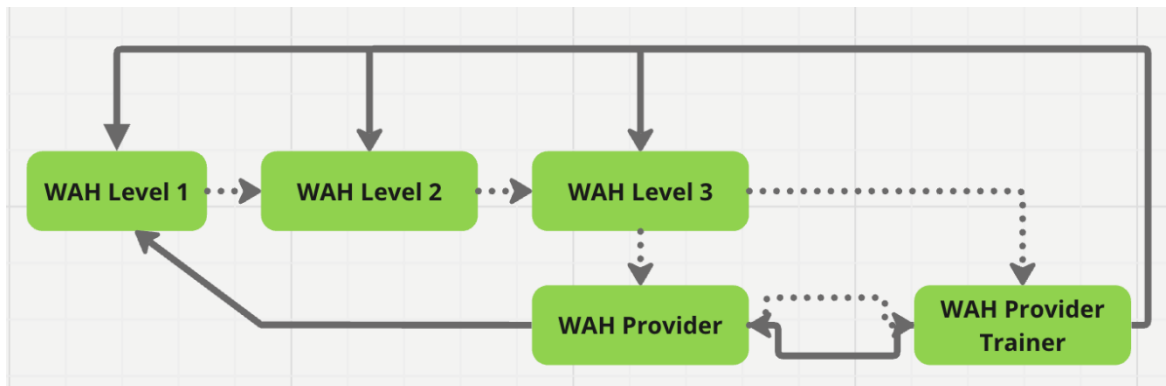 WAH Level 1
WAH Level 2
WAH Level 3
WAH Provider
WAH Provider
Trainer